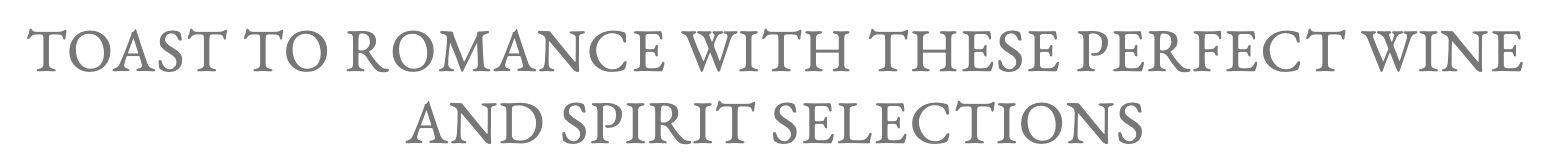 TOAST TO ROMANCE WITH THESE PERFECT WINE
AND SPIRIT SELECTIONS